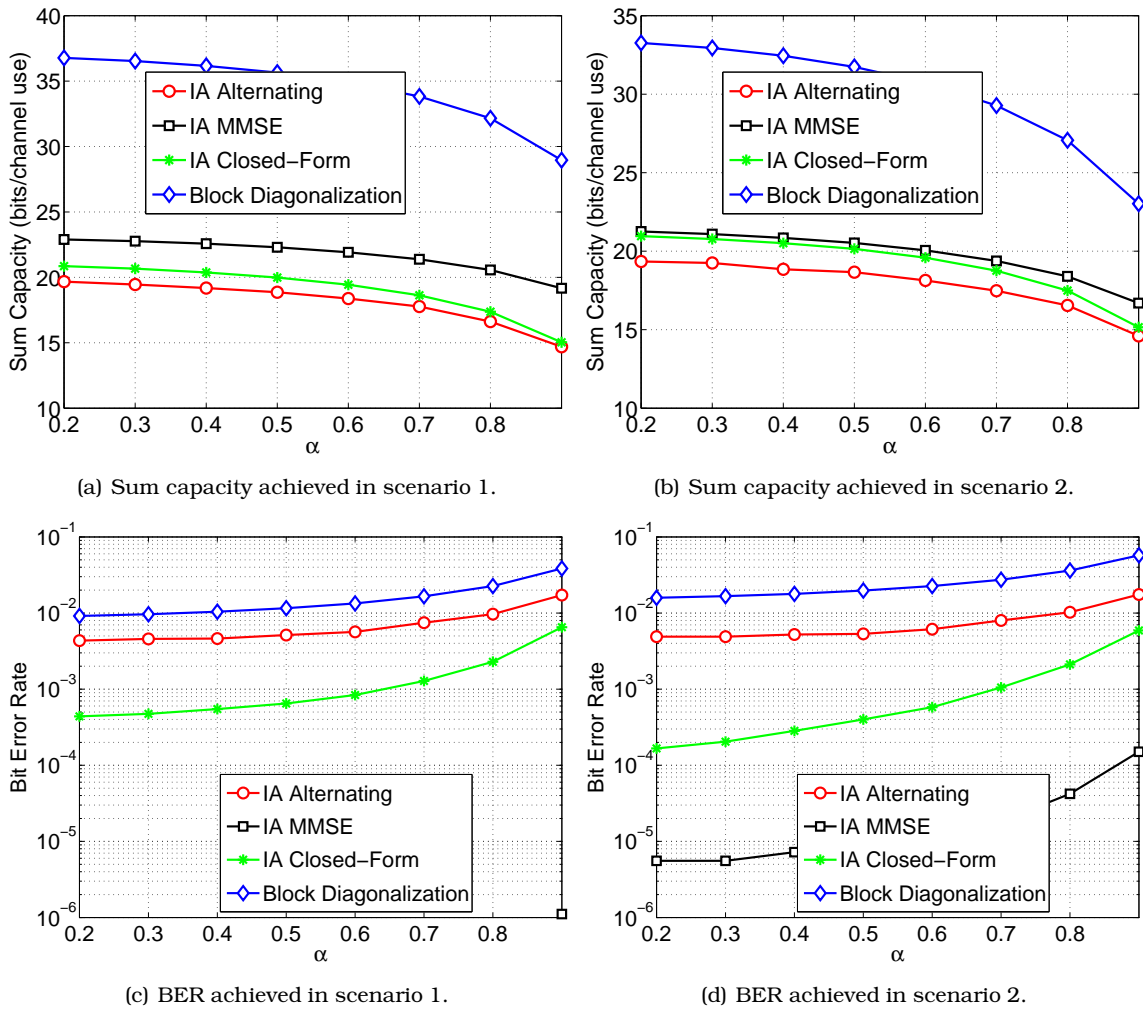 40
35
30
25
20
15
10
0.2 0.3 0.4 0.5 0.6 0.7 0.8
α
Sum Capacity (bits/channel use)
IA Alternating
IA MMSE
IA Closed−Form
Block Diagonalization
(a) Sum capacity achieved in scenario 1.
35
30
25
20
15
10
0.2 0.3 0.4 0.5 0.6 0.7 0.8
α
Sum Capacity (bits/channel use)
IA Alternating
IA MMSE
IA Closed−Form
Block Diagonalization
(b) Sum capacity achieved in scenario 2.
10−1
10−2
10−3
10−4
10−5
10−6
0.2 0.3 0.4 0.5 0.6 0.7 0.8
α
Bit Error Rate
IA Alternating
IA MMSE
IA Closed−Form
Block Diagonalization
(c) BER achieved in scenario 1.
10−1
10−2
10−3
10−4
10−5
10−6
0.2 0.3 0.4 0.5 0.6 0.7 0.8
α
Bit Error Rate
IA Alternating
IA MMSE
IA Closed−Form
Block Diagonalization
(d) BER achieved in scenario 2.